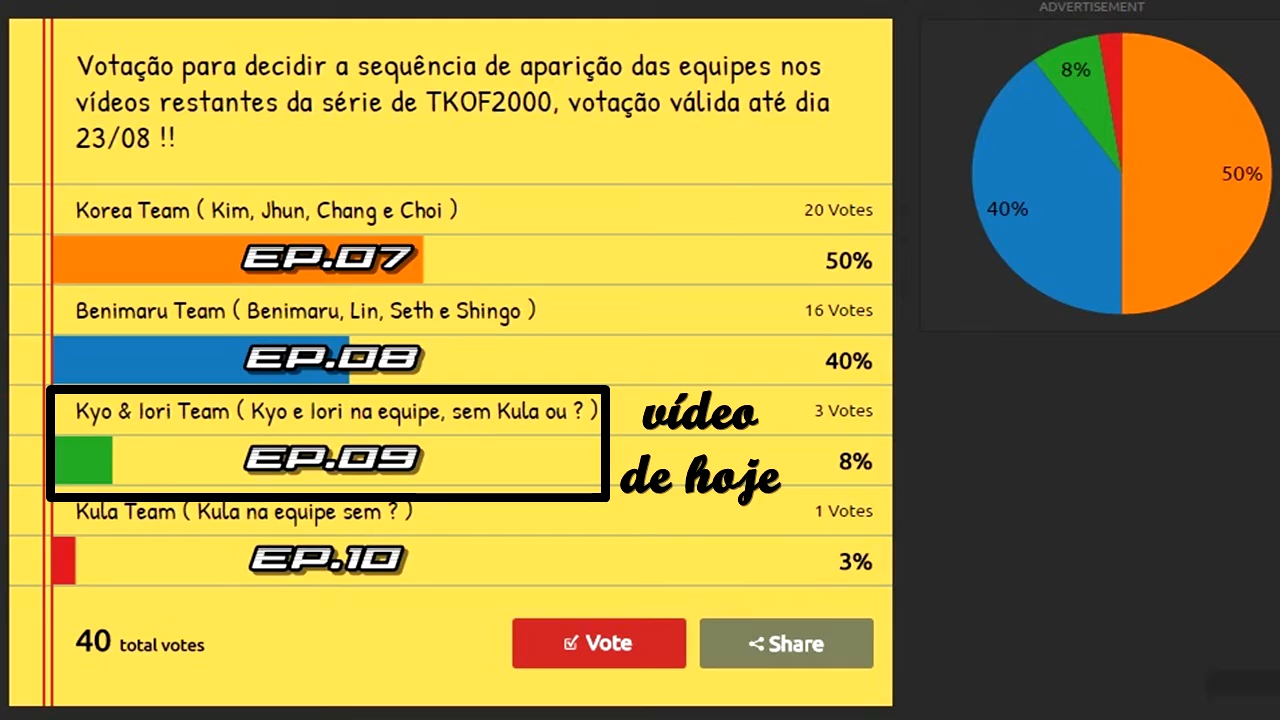 ADVERTISEMENT
Votação para decidir a sequência de aparição das equipes nos
vídeos restantes da série de TKOF2000, votação válida até dia
23/08 !!
Korea Team ( Kim, Jhun, Chang e Choi )
20 Votes
EP.07
50%
Benimaru Team ( Benimaru, Lin, Seth e Shingo )
16 Votes
EP.08
40%
Kyo & Iori Team ( Kyo e Iori na equipe, sem Kula ou ? )
3 Votes
EP.09
8%
vídeo
de hoje
Kula Team ( Kula na equipe sem ? )
1 Votes
EP.10
3%
40 total votes
Vote
Share
8%
50%
40%